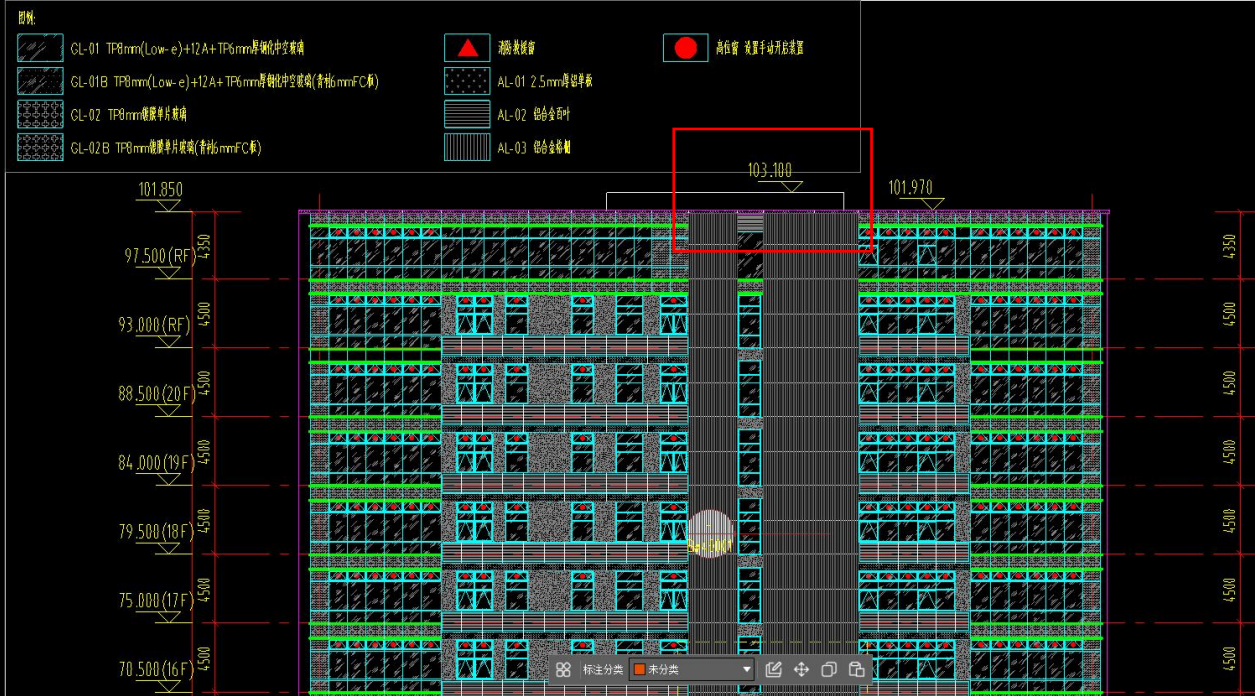 图例:
GL-01 TP8mm(Low-e)+12A+TP6mm厚钢化中空玻璃
消防救援窗
高位窗 设置手动开启装置
GL-01B TP8mm(Low-e)+12A+TP6mm厚钢化中空玻璃(背衬6mmFC板)
AL-01 2.5mm厚铝单板
GL-02 TP8mm镀膜单片玻璃
AL-02 铝合金百叶
GL-02B TP8mm镀膜单片玻璃(背衬6mmFC板)
AL-03 铝合金格栅
103.100
101.850
101.970
4350
4350
97.500(RF)
4500
4500
93.000(RF)
4500
4500
88.500(20F)
4500
4500
84.000(19F)
4500
4500
79.500(18F)
4500
4500
75.000(17F)
4500
4500
70.500(16F)
标注分类
未分类